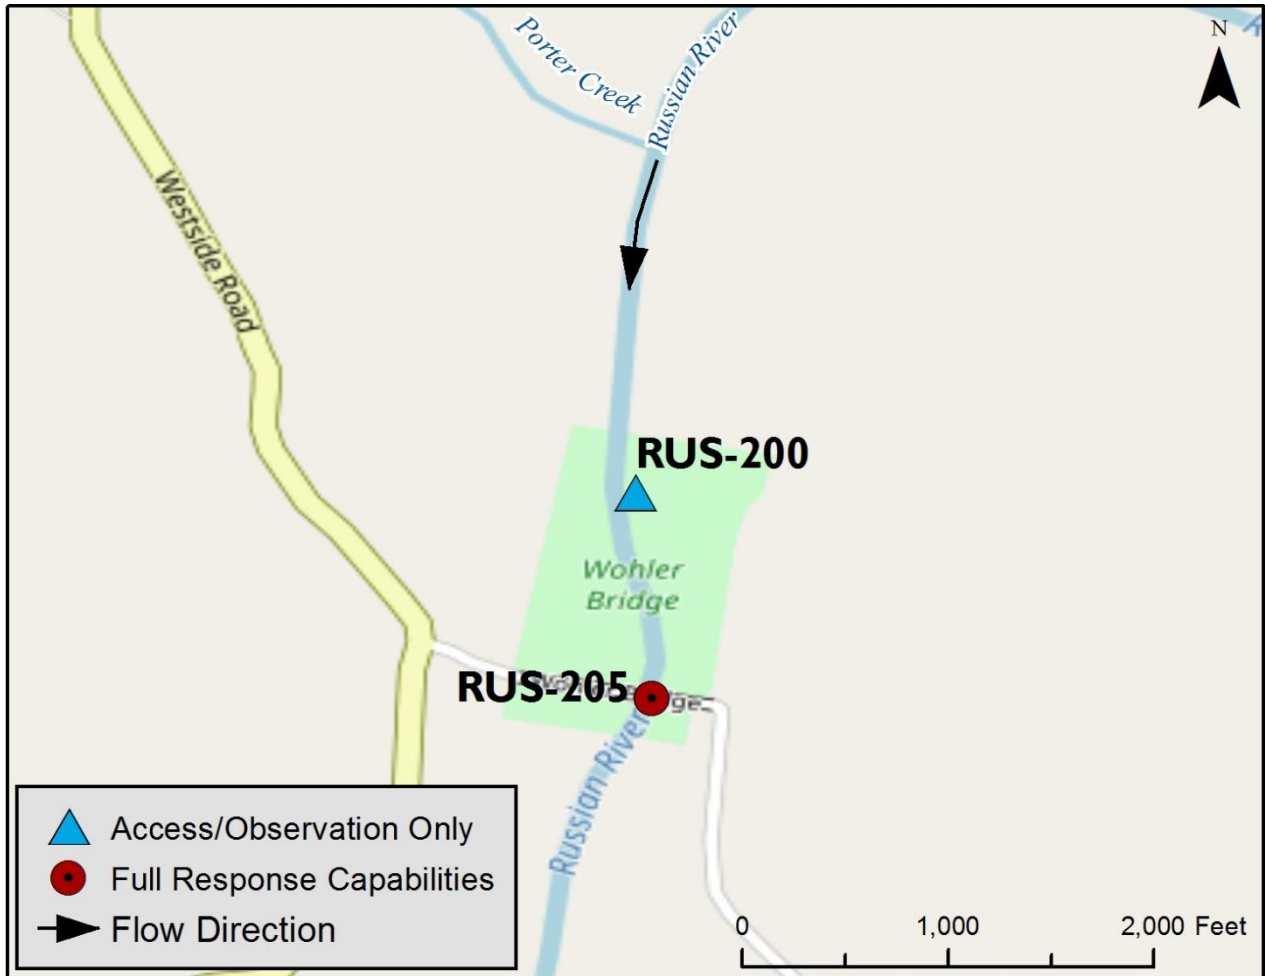 Porter Creek
Russian River
N
Westside Road
RUS-200
Wohler
Bridge
RUS-205
Russian River
Access/Observation Only
Full Response Capabilities
Flow Direction
0 1,000 2,000 Feet